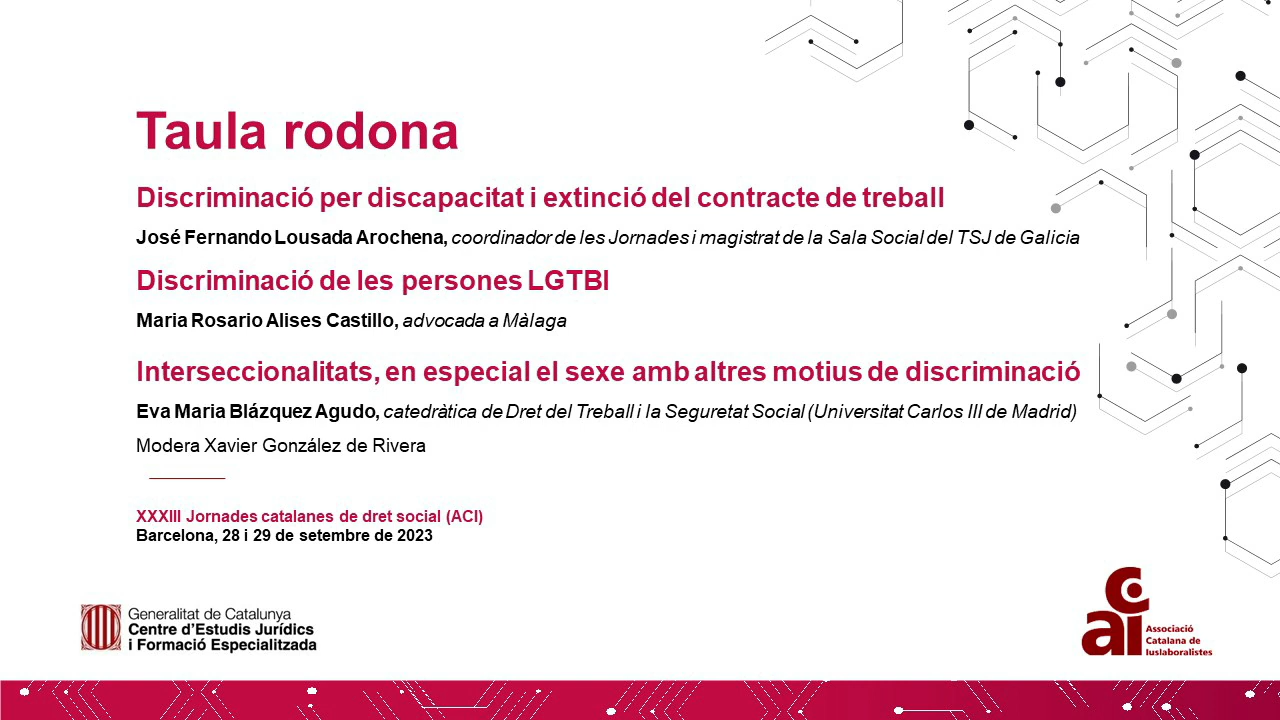 Taula rodona
Discriminació per discapacitat i extinció del contracte de treball
José Fernando Lousada Arochena, coordinador de les Jornades i magistrat de la Sala Social del TSJ de Galicia
Discriminació de les persones LGTBI
Maria Rosario Alises Castillo, advocada a Màlaga
Interseccionalitats, en especial el sexe amb altres motius de discriminació
Eva Maria Blázquez Agudo, catedràtica de Dret del Treball i la Seguretat Social (Universitat Carlos III de Madrid)
Modera Xavier González de Rivera
XXXIII Jornades catalanes de dret social (ACI)
Barcelona, 28 i 29 de setembre de 2023
Generalitat de Catalunya
Centre d'Estudis Jurídics
i Formació Especialitzada
aci
Associació
Catalana de
Iuslaboralistes